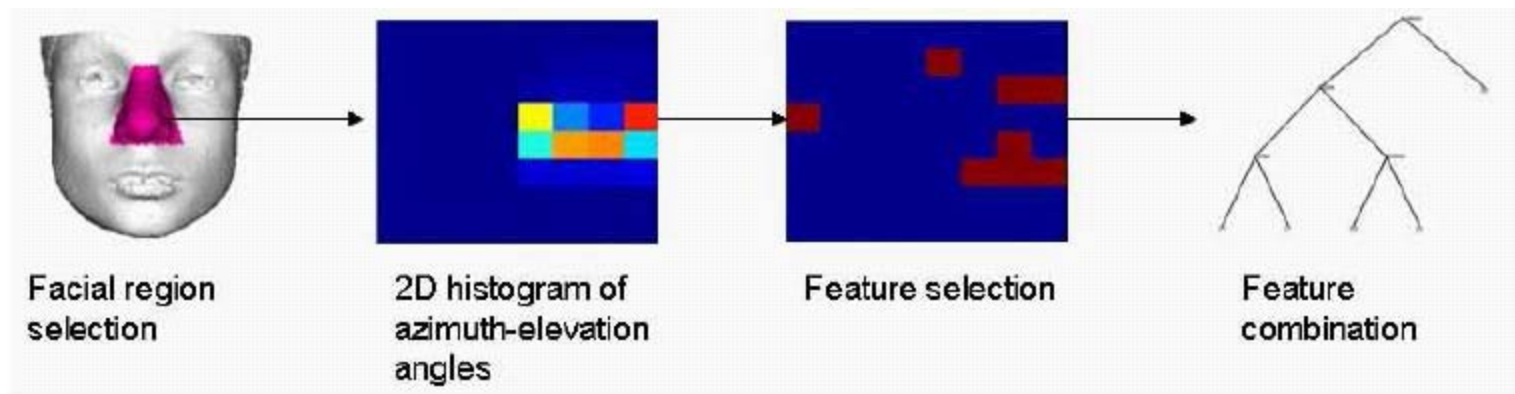 Facial region
selection
2D histogram of
azimuth-elevation
angles
Feature selection
Feature
combination